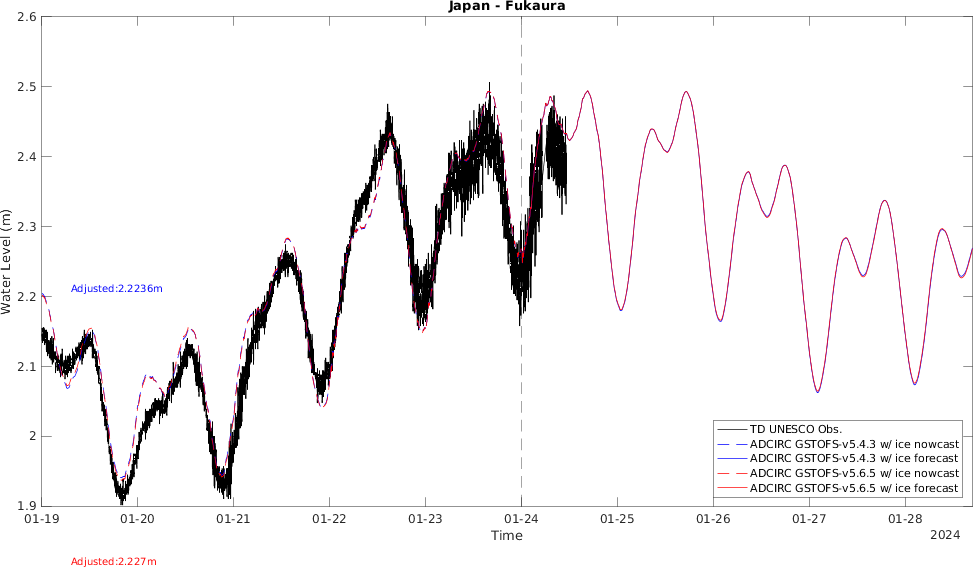 Japan - Fukaura
2.6
2.5
2.4
2.3
2.2
2.1
2
1.9
Water Level (m)
Adjusted:2.2236m
TD UNESCO Obs.
ADCIRC GSTOFS-v5.4.3 w/ ice nowcast
ADCIRC GSTOFS-v5.4.3 w/ ice forecast
ADCIRC GSTOFS-v5.6.5 w/ ice nowcast
ADCIRC GSTOFS-v5.6.5 w/ ice forecast
01-19 01-20 01-21 01-22 01-23 01-24 01-25 01-26 01-27 01-28
Time
2024
Adjusted:2.227m